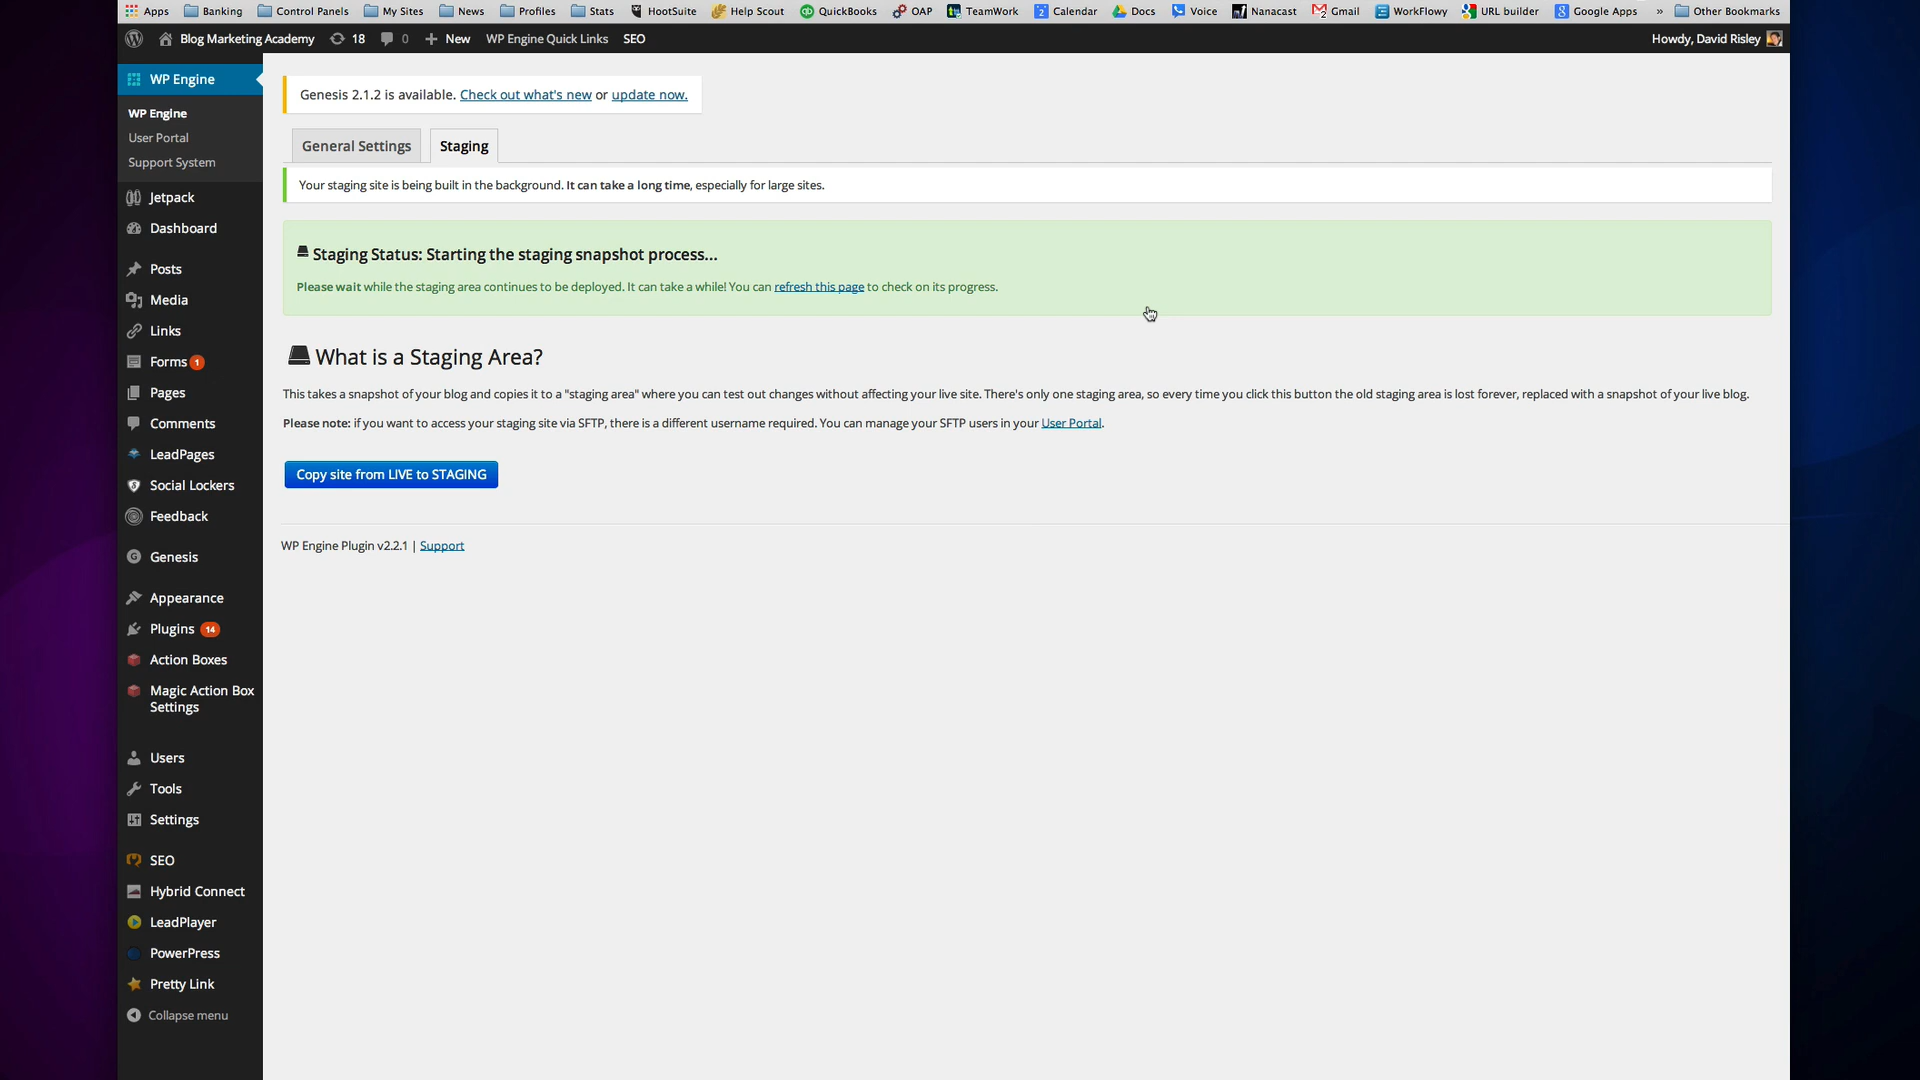 Apps Banking Control Panels My Sites News Profiles Stats HootSuite Help Scout QuickBooks OAP TeamWork Calendar Docs Voice Nanacast Gmail WorkFlowy URL builder Google Apps » Other Bookmarks
Blog Marketing Academy 18 0 New WP Engine Quick Links SEO Howdy, David Risley
WP Engine
WP Engine
User Portal
Support System
Jetpack
Dashboard
Posts
Media
Links
Forms 1
Pages
Comments
LeadPages
Social Lockers
Feedback
Genesis
Appearance
Plugins 14
Action Boxes
Magic Action Box
Settings
Users
Tools
Settings
SEO
Hybrid Connect
LeadPlayer
PowerPress
Pretty Link
Collapse menu
Genesis 2.1.2 is available. Check out what's new or update now.
General Settings Staging
Your staging site is being built in the background. It can take a long time, especially for large sites.
Staging Status: Starting the staging snapshot process...
Please wait while the staging area continues to be deployed. It can take a while! You can refresh this page to check on its progress.
What is a Staging Area?
This takes a snapshot of your blog and copies it to a "staging area" where you can test out changes without affecting your live site. There's only one staging area, so every time you click this button the old staging area is lost forever, replaced with a snapshot of your live blog.
Please note: if you want to access your staging site via SFTP, there is a different username required. You can manage your SFTP users in your User Portal.
Copy site from LIVE to STAGING
WP Engine Plugin v2.2.1 | Support